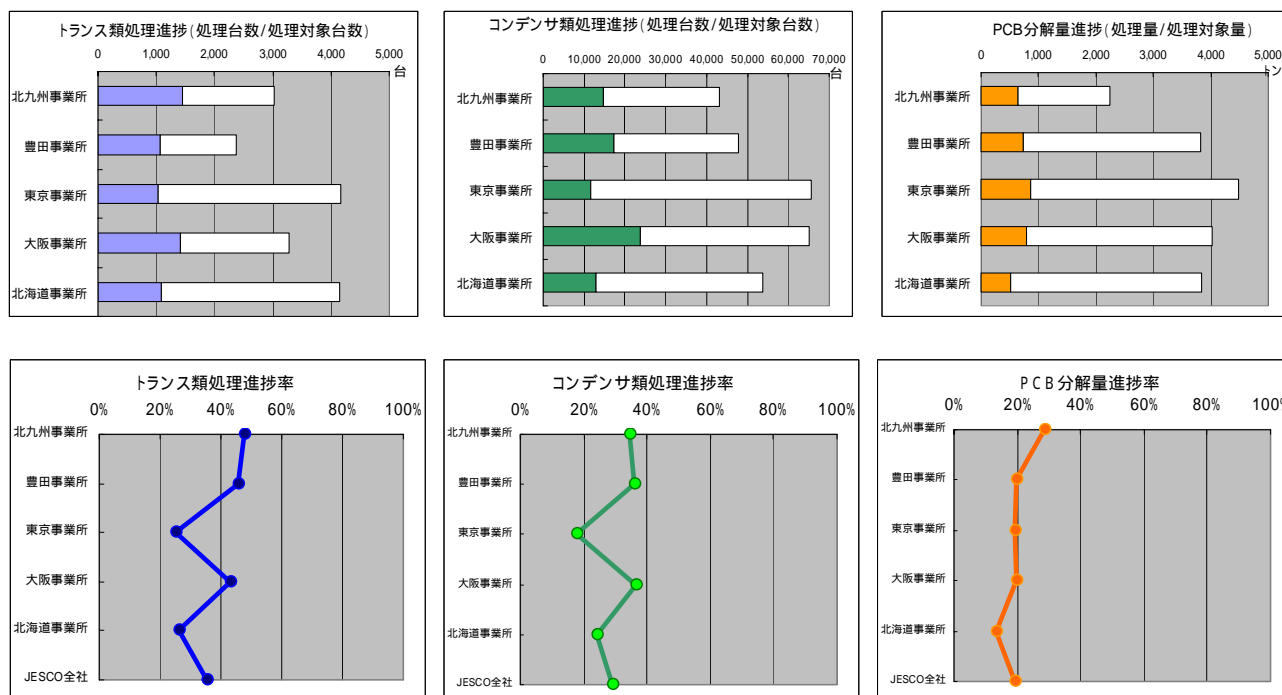 トランス類処理進捗(処理台数/処理対象台数)
0 1,000 2,000 3,000 4,000 5,000
台
北九州事業所
豊田事業所
東京事業所
大阪事業所
北海道事業所
コンデンサ類処理進捗(処理台数/処理対象台数)
0 10,000 20,000 30,000 40,000 50,000 60,000 70,000
台
北九州事業所
豊田事業所
東京事業所
大阪事業所
北海道事業所
PCB分解量進捗(処理量/処理対象量)
0 1,000 2,000 3,000 4,000 5,000
トン
北九州事業所
豊田事業所
東京事業所
大阪事業所
北海道事業所
トランス類処理進捗率
0% 20% 40% 60% 80% 100%
北九州事業所
豊田事業所
東京事業所
大阪事業所
北海道事業所
JESCO全社
コンデンサ類処理進捗率
0% 20% 40% 60% 80% 100%
北九州事業所
豊田事業所
東京事業所
大阪事業所
北海道事業所
JESCO全社
PCB分解量進捗率
0% 20% 40% 60% 80% 100%
北九州事業所
豊田事業所
東京事業所
大阪事業所
北海道事業所
JESCO全社